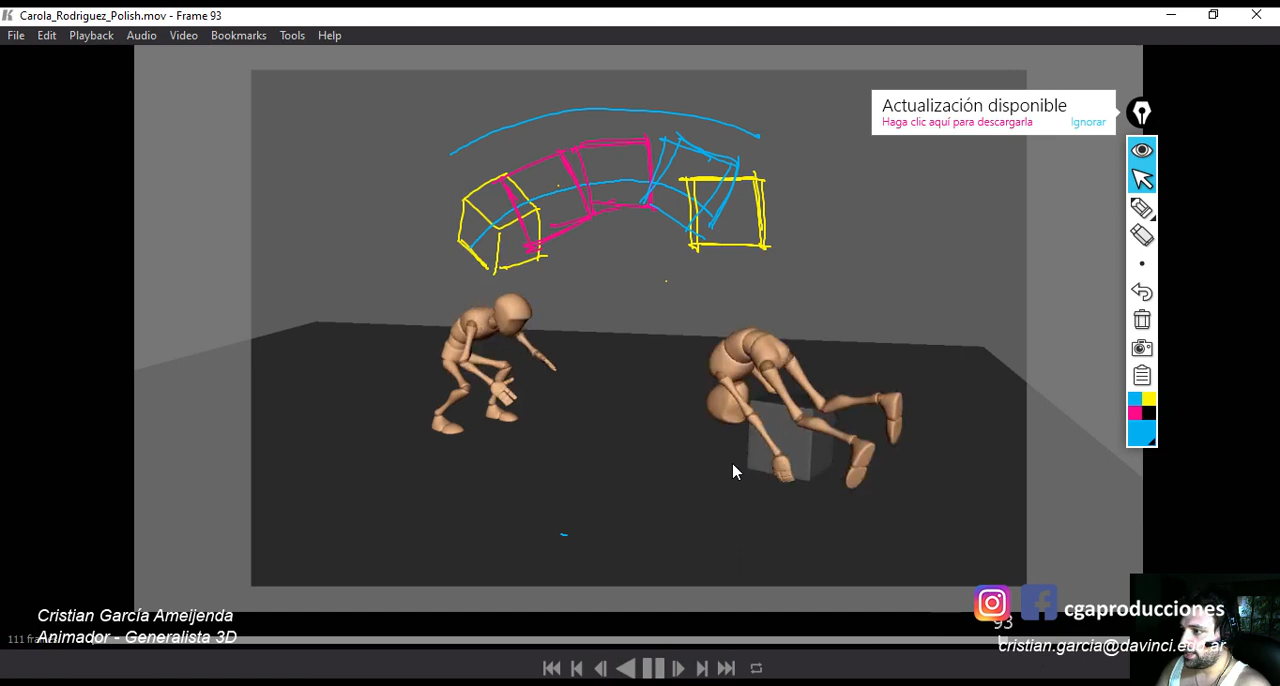 Carola_Rodriguez_Polish.mov - Frame 93
File Edit Playback Audio Video Bookmarks Tools Help
Actualización disponible
Haga clic aquí para descargarla Ignorar
Cristian García Ameijenda
Animador - Generalista 3D
cgaproducciones
93
cristian.garcia@davinci.edu.ar
111